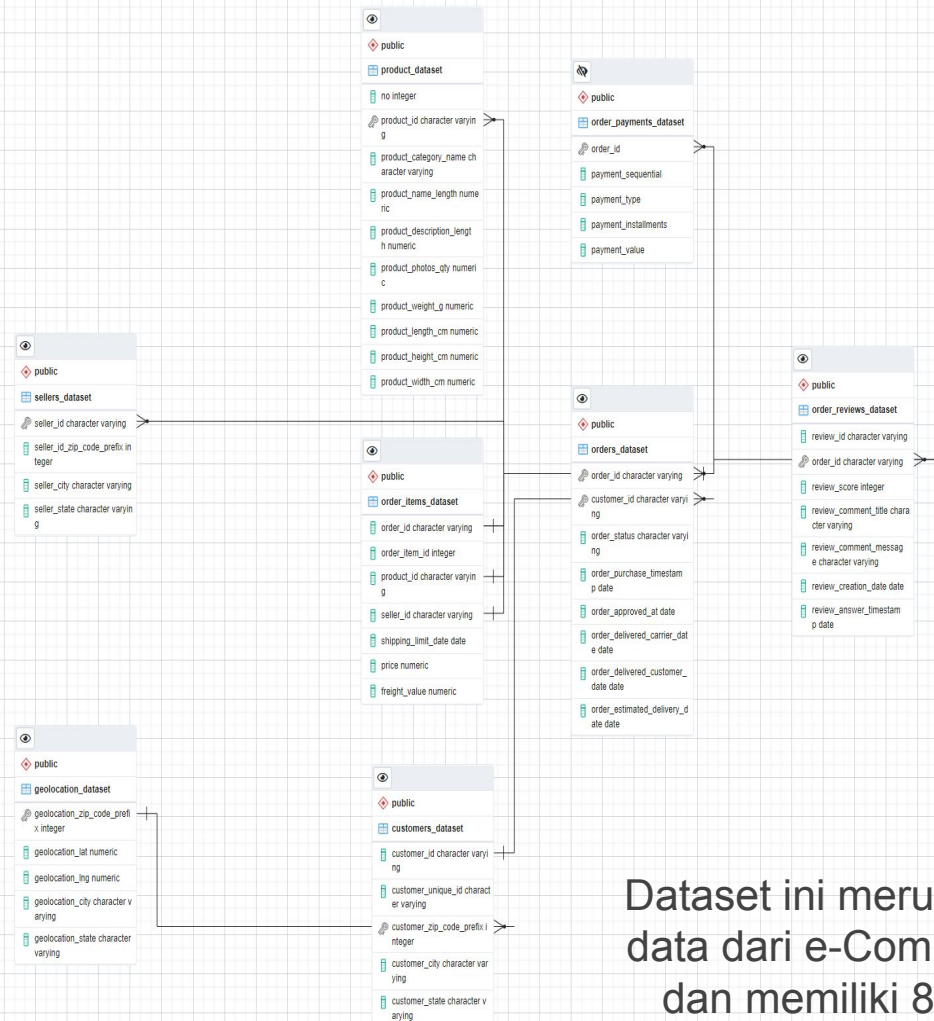 public
product_dataset
no integer
product_id character varyin
g
product_category_name ch
aracter varying
product_name_length nume
ric
product_description_lengt
h numeric
product_photos_qty numeri
c
product_weight_g numeric
product_length_cm numeric
product_height_cm numeric
product_width_cm numeric
public
order_payments_dataset
order_id
payment_sequential
payment_type
payment_installments
payment_value
public
sellers_dataset
seller_id character varying
seller_id_zip_code_prefix in
teger
seller_city character varying
seller_state character varyin
g
public
order_items_dataset
order_id character varying
order_item_id integer
product_id character varyin
g
seller_id character varying
shipping_limit_date date
price numeric
freight_value numeric
public
orders_dataset
order_id character varying
customer_id character varyi
ng
order_status character varyi
ng
order_purchase_timestam
p date
order_approved_at date
order_delivered_carrier_dat
e date
order_delivered_customer_
date date
order_estimated_delivery_d
ate date
public
order_reviews_dataset
review_id character varying
order_id character varying
review_score integer
review_comment_title chara
cter varying
review_comment_messag
e character varying
review_creation_date date
review_answer_timestam
p date
public
geolocation_dataset
geolocation_zip_code_prefi
x integer
geolocation_lat numeric
geolocation_lng numeric
geolocation_city character v
arying
geolocation_state character
varying
public
customers_dataset
customer_id character varyi
ng
customer_unique_id charact
er varying
customer_zip_code_prefix i
nteger
customer_city character var
ying
customer_state character v
arying
Dataset ini meru
data dari e-Com
dan memiliki 8